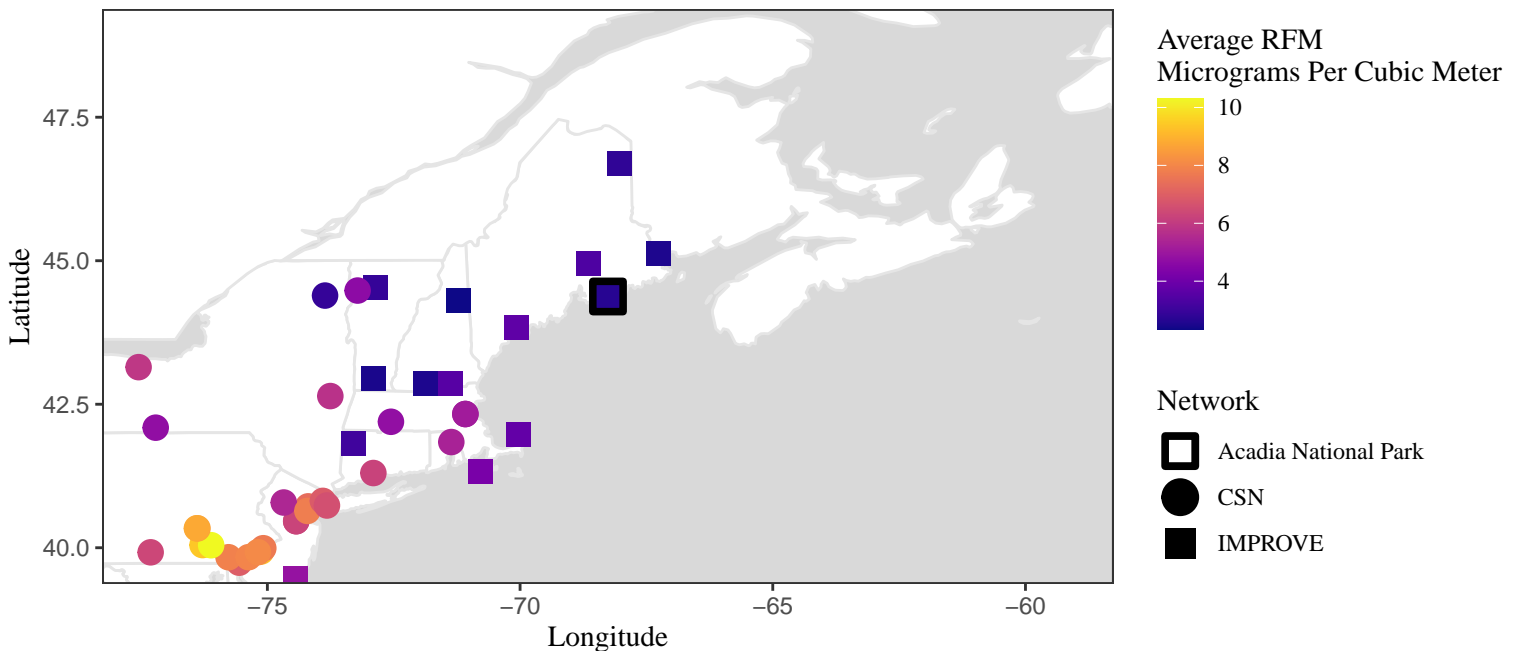 47.5
45.0
42.5
40.0
Latitude
−75
−70
−65
−60
Longitude
Average RFM
Micrograms Per Cubic Meter
10
8
6
4
Network
Acadia National Park
CSN
IMPROVE